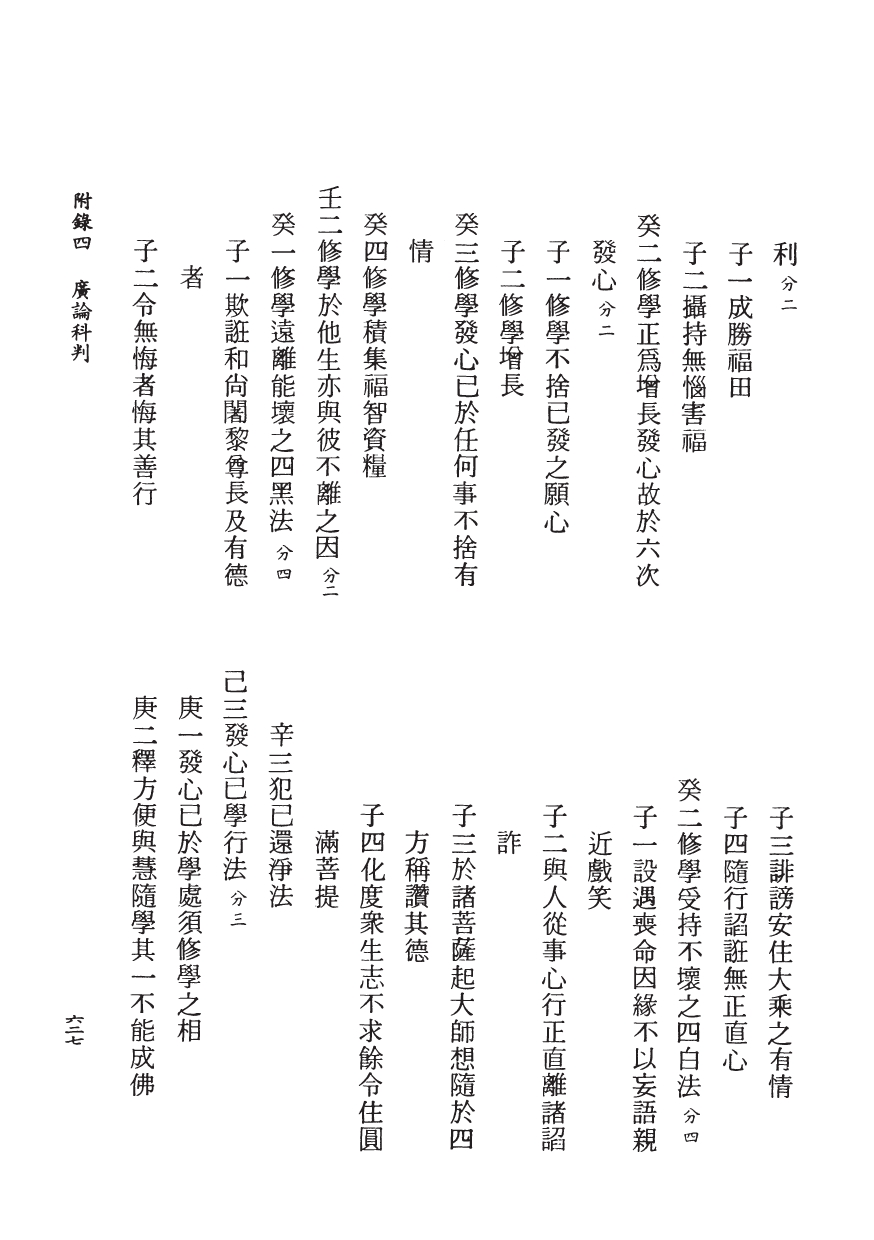 利 分二
子一成勝福田
子二攝持無惱害福
癸二修學正爲增長發心故於六次
發心 分二
子一修學不捨已發之願心
子二修學增長
癸三修學發心已於任何事不捨有
情
癸四修學積集福智資糧
壬二修學於他生亦與彼不離之因 分二
癸一修學遠離能壞之四黑法 分四
子一欺誑和尚闍黎尊長及有德
者
子二令無悔者悔其善行
子三誹謗安住大乘之有情
子四隨行諂誑無正直心
癸二修學受持不壞之四白法 分四
子一設遇喪命因緣不以妄語親
近戲笑
子二與人從事心行正直離諸諂
詐
子三於諸菩薩起大師想隨於四
方稱讚其德
子四化度衆生志不求餘令住圓
滿菩提
辛三犯已還淨法
己三發心已學行法 分三
庚一發心已於學處須修學之相
庚二釋方便與慧隨學其一不能成佛
附錄四 廣論科判
六三七